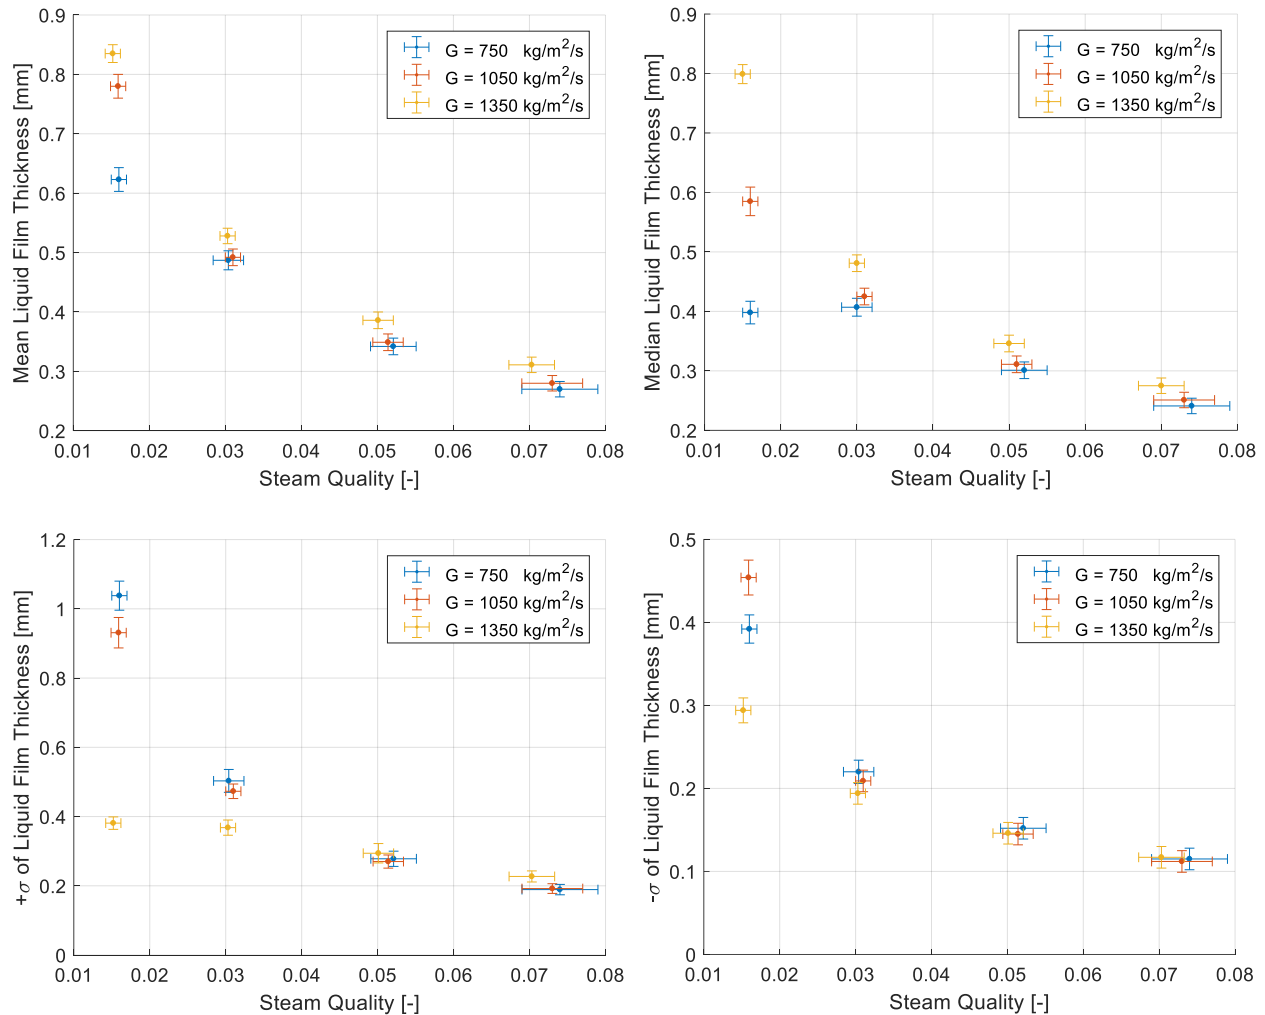 Mean Liquid Film Thickness [mm]
0.9
0.8
0.7
0.6
0.5
0.4
0.3
0.2
0.01 0.02 0.03 0.04 0.05 0.06 0.07 0.08
Steam Quality [-]
G = 750 kg/m²/s
G = 1050 kg/m²/s
G = 1350 kg/m²/s
Median Liquid Film Thickness [mm]
0.9
0.8
0.7
0.6
0.5
0.4
0.3
0.2
0.01 0.02 0.03 0.04 0.05 0.06 0.07 0.08
Steam Quality [-]
G = 750 kg/m²/s
G = 1050 kg/m²/s
G = 1350 kg/m²/s
+σ of Liquid Film Thickness [mm]
1.2
1
0.8
0.6
0.4
0.2
0
0.01 0.02 0.03 0.04 0.05 0.06 0.07 0.08
Steam Quality [-]
G = 750 kg/m²/s
G = 1050 kg/m²/s
G = 1350 kg/m²/s
-σ of Liquid Film Thickness [mm]
0.5
0.4
0.3
0.2
0.1
0
0.01 0.02 0.03 0.04 0.05 0.06 0.07 0.08
Steam Quality [-]
G = 750 kg/m²/s
G = 1050 kg/m²/s
G = 1350 kg/m²/s